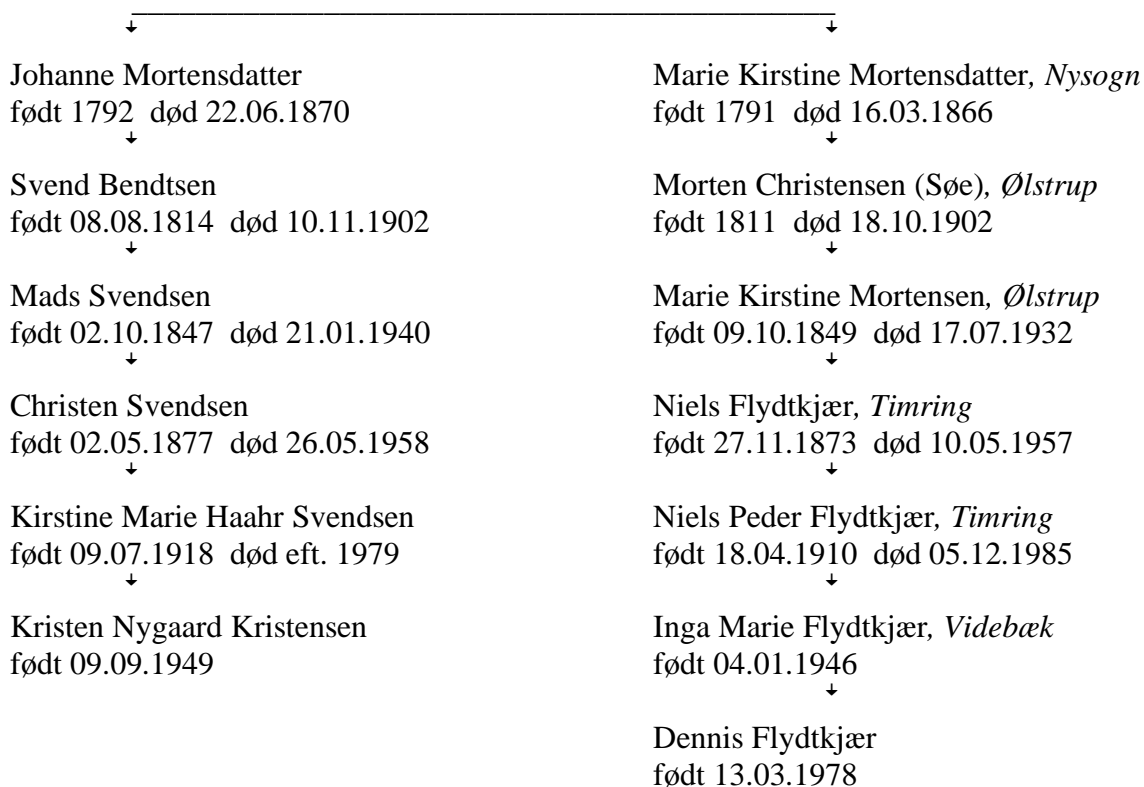 Johanne Mortensdatter
født 1792 død 22.06.1870
Svend Bendtsen
født 08.08.1814 død 10.11.1902
Mads Svendsen
født 02.10.1847 død 21.01.1940
Christen Svendsen
født 02.05.1877 død 26.05.1958
Kirstine Marie Haahr Svendsen
født 09.07.1918 død eft. 1979
Kristen Nygaard Kristensen
født 09.09.1949
Marie Kirstine Mortensdatter, Nysogn
født 1791 død 16.03.1866
Morten Christensen (Søe), Ølstrup
født 1811 død 18.10.1902
Marie Kirstine Mortensen, Ølstrup
født 09.10.1849 død 17.07.1932
Niels Flydtkjær, Timring
født 27.11.1873 død 10.05.1957
Niels Peder Flydtkjær, Timring
født 18.04.1910 død 05.12.1985
Inga Marie Flydtkjær, Videbæk
født 04.01.1946
Dennis Flydtkjær
født 13.03.1978